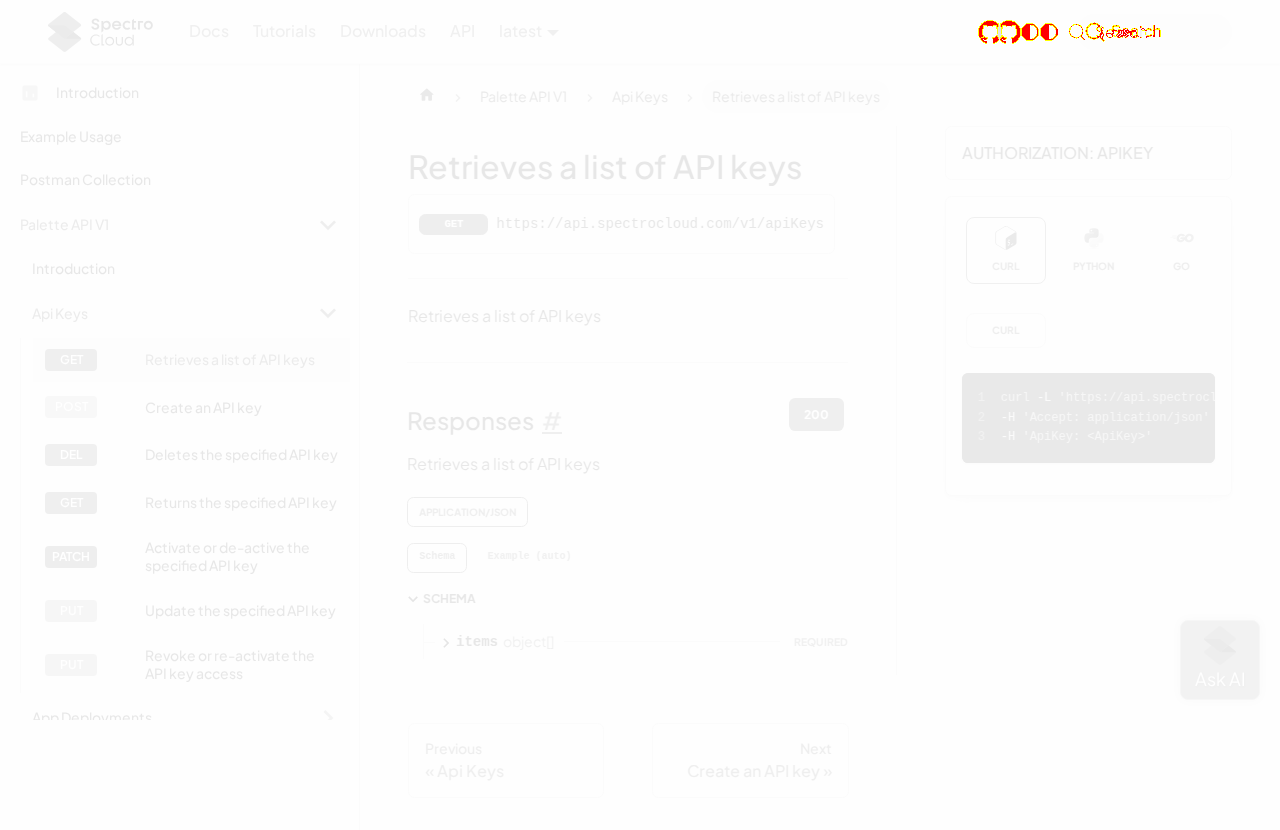 Spectro
Cloud
Docs
Tutorials
Downloads
API
latest
Search
Introduction
Example Usage
Postman Collection
Palette API V1
Introduction
Api Keys
GET Retrieves a list of API keys
POST Create an API key
DEL Deletes the specified API key
GET Returns the specified API key
PATCH Activate or de-active the
specified API key
PUT Update the specified API key
PUT Revoke or re-activate the
API key access
App Deployments
Palette API V1
Api Keys
Retrieves a list of API keys
Retrieves a list of API keys
GET https://api.spectrocloud.com/v1/apiKeys
Retrieves a list of API keys
Responses #
200
Retrieves a list of API keys
APPLICATION/JSON
Schema
Example (auto)
SCHEMA
items object[] REQUIRED
Previous
« Api Keys
Next
Create an API key »
AUTHORIZATION: APIKEY
CURL
PYTHON
GO
GO
CURL
1 curl -L 'https://api.spectrocl
2 -H 'Accept: application/json'
3 -H 'ApiKey: <ApiKey>'
Ask AI